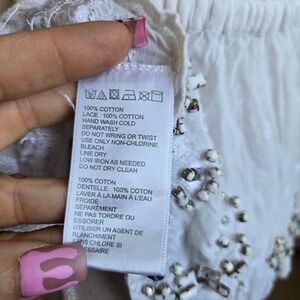 100% COTTON
LACE : 100% COTTON
HAND WASH COLD
SEPARATELY
DO NOT WRING OR TWIST
USE ONLY NON-CHLORINE
BLEACH
LINE DRY
LOW IRON AS NEEDED
DO NOT DRY CLEAN
100% COTON
DENTELLE: 100% COTON
LAVER À LA MAIN À L'EAU
FROIDE
SÉPARÉMENT
NE PAS TORDRE OU
ESSORER
UTILISER UN AGENT DE
BLANCHIMENT
SANS CHLORE SI